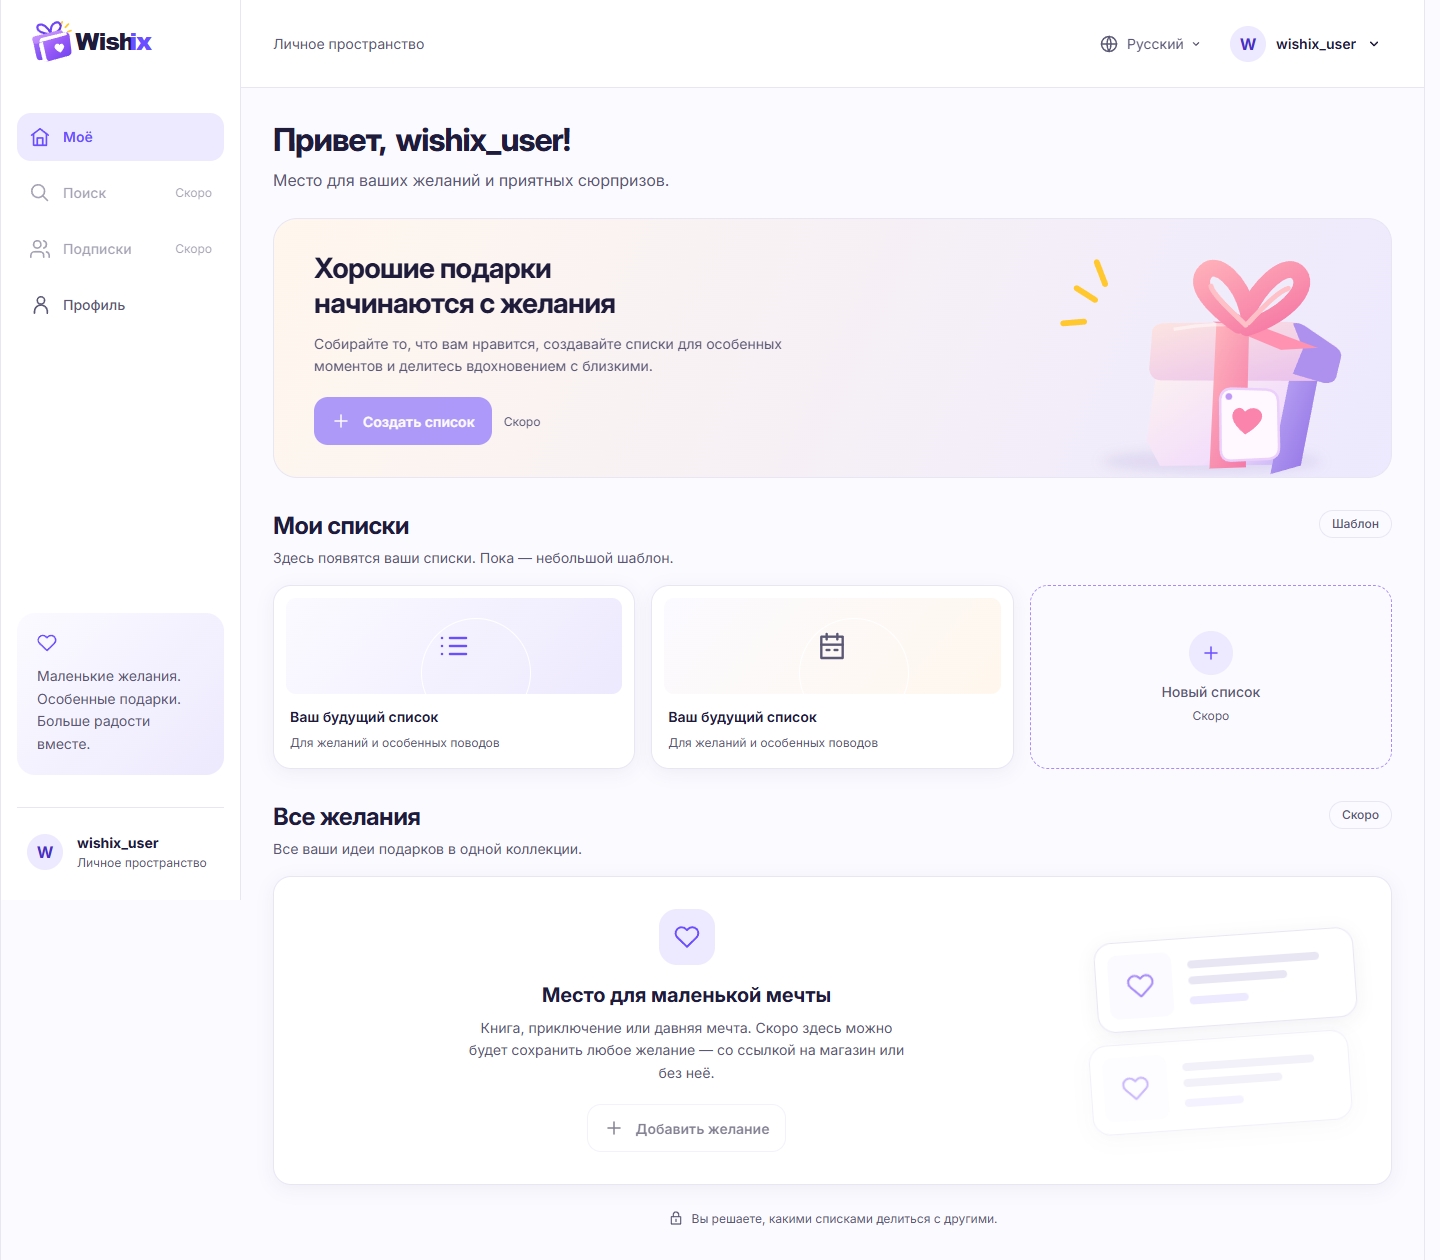 Wishix
Личное пространство
Русский
W
wishix_user
Моё
Поиск
Скоро
Подписки
Скоро
Профиль
Маленькие желания.
Особенные подарки.
Больше радости
вместе.
W
wishix_user
Личное пространство
Привет, wishix_user!
Место для ваших желаний и приятных сюрпризов.
Хорошие подарки
начинаются с желания
Собирайте то, что вам нравится, создавайте списки для особенных
моментов и делитесь вдохновением с близкими.
Создать список
Скоро
Мои списки
Шаблон
Здесь появятся ваши списки. Пока — небольшой шаблон.
Ваш будущий список
Для желаний и особенных поводов
Ваш будущий список
Для желаний и особенных поводов
Новый список
Скоро
Все желания
Скоро
Все ваши идеи подарков в одной коллекции.
Место для маленькой мечты
Книга, приключение или давняя мечта. Скоро здесь можно
будет сохранить любое желание — со ссылкой на магазин или
без неё.
Добавить желание
Вы решаете, какими списками делиться с другими.